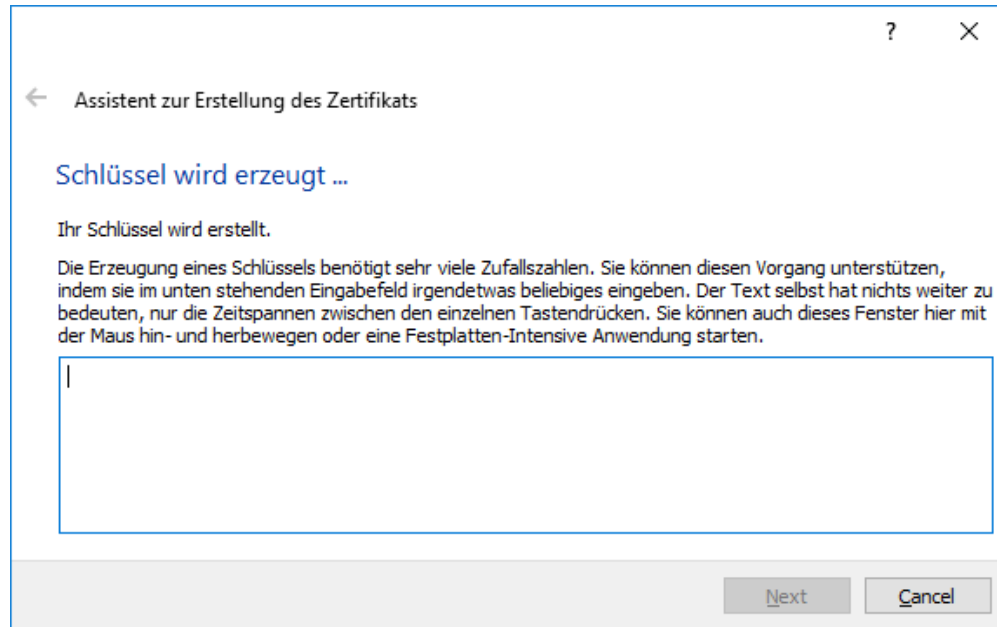 Assistent zur Erstellung des Zertifikats
Schlüssel wird erzeugt ...
Ihr Schlüssel wird erstellt.
Die Erzeugung eines Schlüssels benötigt sehr viele Zufallszahlen. Sie können diesen Vorgang unterstützen,
indem sie im unten stehenden Eingabefeld irgendetwas beliebiges eingeben. Der Text selbst hat nichts weiter zu
bedeuten, nur die Zeitspannen zwischen den einzelnen Tastendrücken. Sie können auch dieses Fenster hier mit
der Maus hin- und herbewegen oder eine Festplatten-Intensive Anwendung starten.
Next Cancel